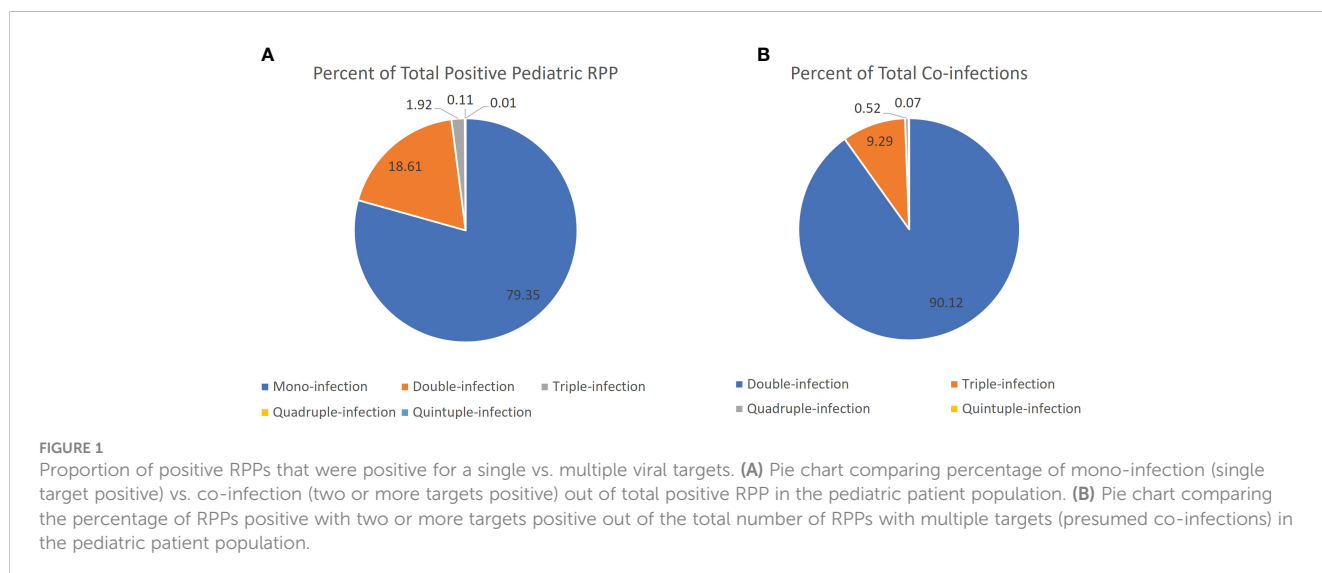 A
Percent of Total Positive Pediatric RPP
1.92
0.11
0.01
18.61
79.35
Mono-infection Double-infection Triple-infection
Quadruple-infection Quintuple-infection
B
Percent of Total Co-infections
0.52
0.07
9.29
90.12
Double-infection Triple-infection
Quadruple-infection Quintuple-infection
FIGURE 1
Proportion of positive RPPs that were positive for a single vs. multiple viral targets. (A) Pie chart comparing percentage of mono-infection (single
target positive) vs. co-infection (two or more targets positive) out of total positive RPP in the pediatric patient population. (B) Pie chart comparing
the percentage of RPPs positive with two or more targets positive out of the total number of RPPs with multiple targets (presumed co-infections) in
the pediatric patient population.